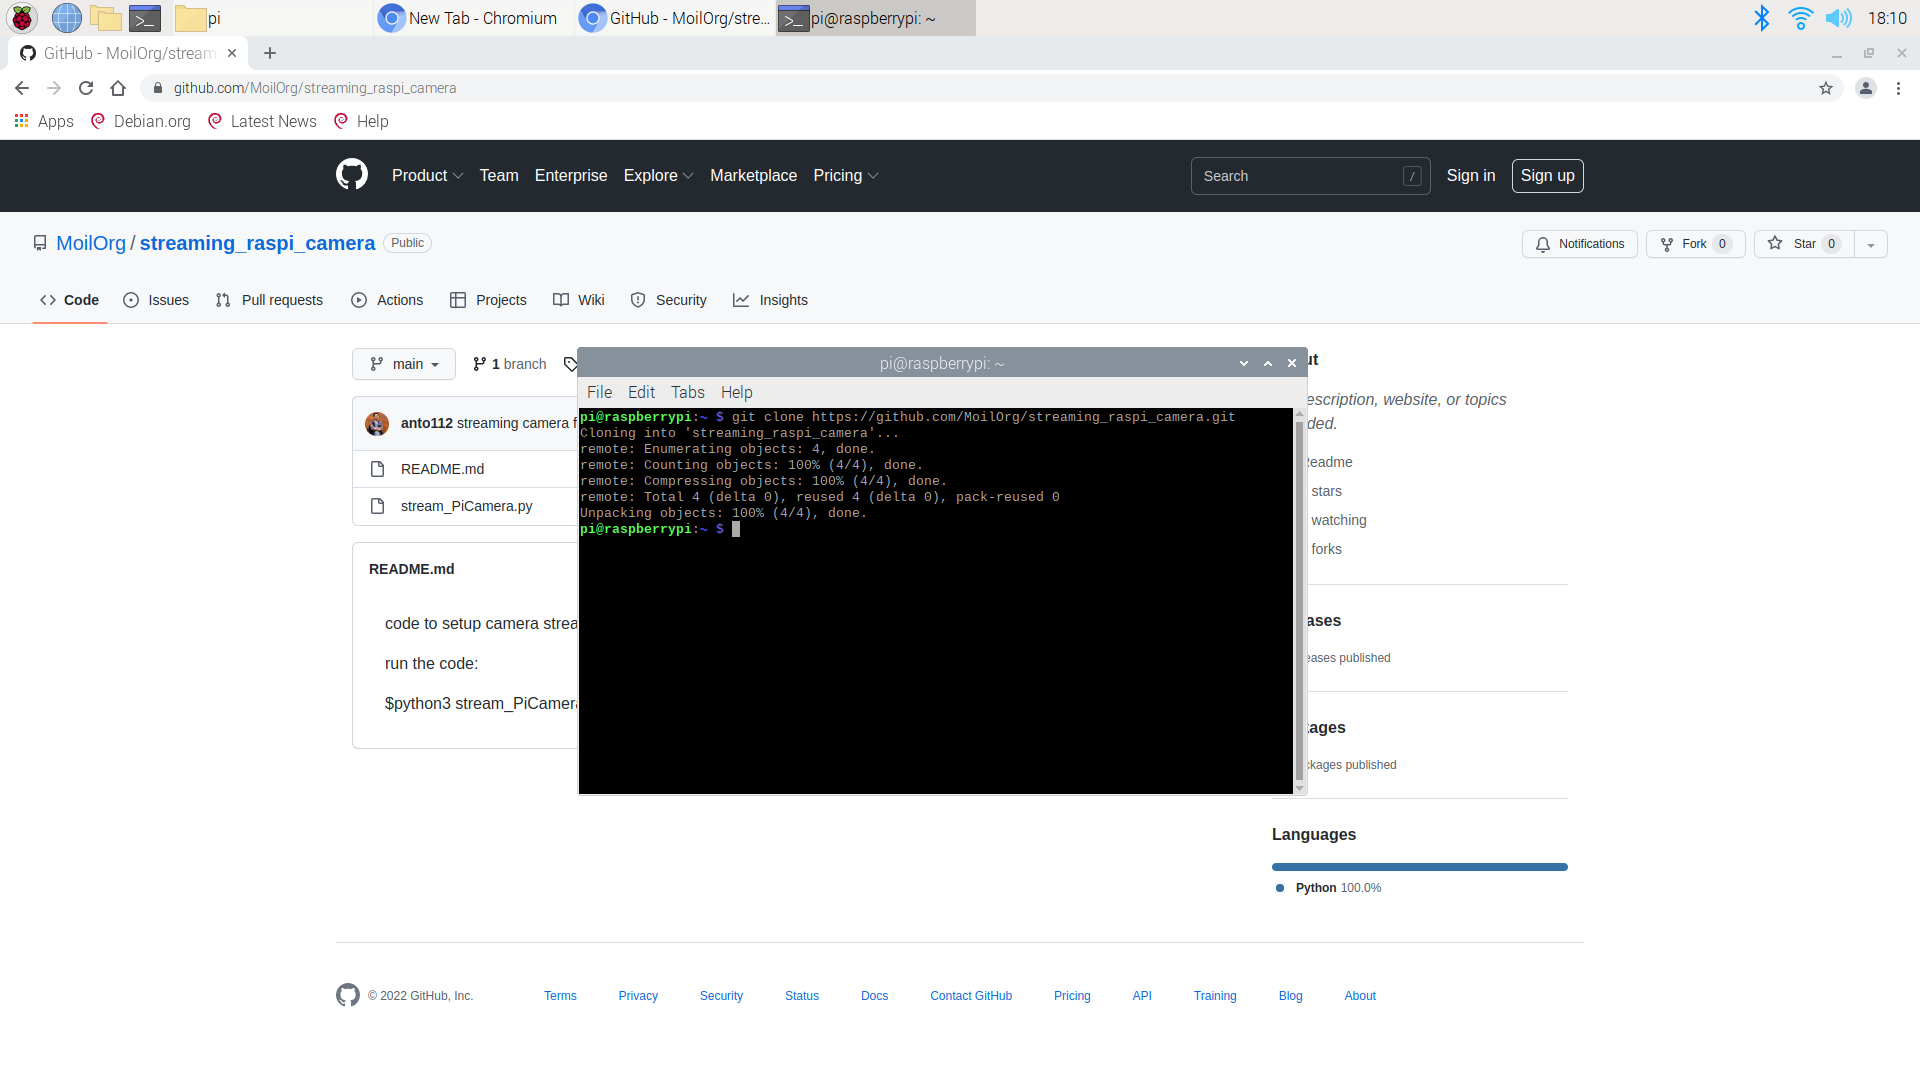 pi
New Tab - Chromium
GitHub - MoilOrg/stre...
pi@raspberrypi: ~
18:10
GitHub - MoilOrg/stream
github.com/MoilOrg/streaming_raspi_camera
Apps
Debian.org
Latest News
Help
Product
Team
Enterprise
Explore
Marketplace
Pricing
Search
/
Sign in
Sign up
MoilOrg / streaming_raspi_camera
Public
Notifications
Fork 0
Star 0
Code
Issues
Pull requests
Actions
Projects
Wiki
Security
Insights
main
1 branch
anto112 streaming camera f
README.md
stream_PiCamera.py
README.md
code to setup camera strea
run the code:
$python3 stream_PiCamera
pi@raspberrypi: ~
File Edit Tabs Help
pi@raspberrypi:~ $ git clone https://github.com/MoilOrg/streaming_raspi_camera.git
Cloning into 'streaming_raspi_camera'...
remote: Enumerating objects: 4, done.
remote: Counting objects: 100% (4/4), done.
remote: Compressing objects: 100% (4/4), done.
remote: Total 4 (delta 0), reused 4 (delta 0), pack-reused 0
Unpacking objects: 100% (4/4), done.
pi@raspberrypi:~ $
ut
escription, website, or topics
ded.
eadme
stars
watching
forks
ases
eases published
kages
ckages published
Languages
Python 100.0%
© 2022 GitHub, Inc.
Terms
Privacy
Security
Status
Docs
Contact GitHub
Pricing
API
Training
Blog
About